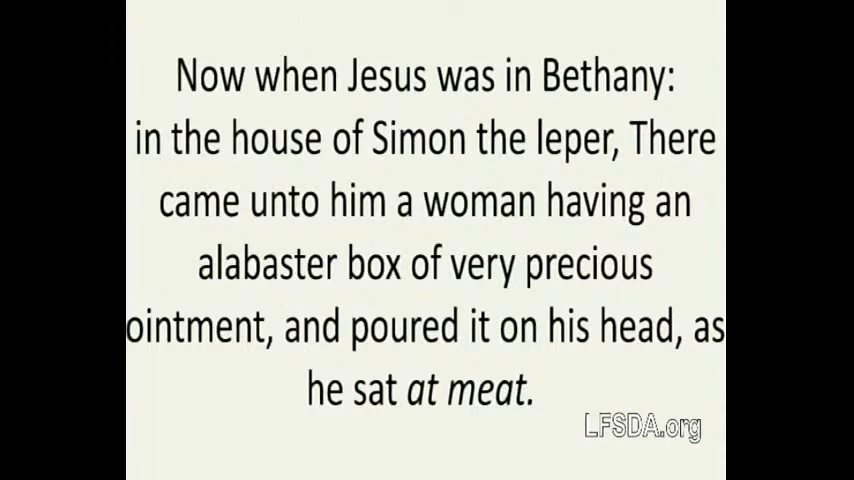 Now when Jesus was in Bethany:
in the house of Simon the leper, There
came unto him a woman having an
alabaster box of very precious
ointment, and poured it on his head, as
he sat at meat.
LFSDA.org